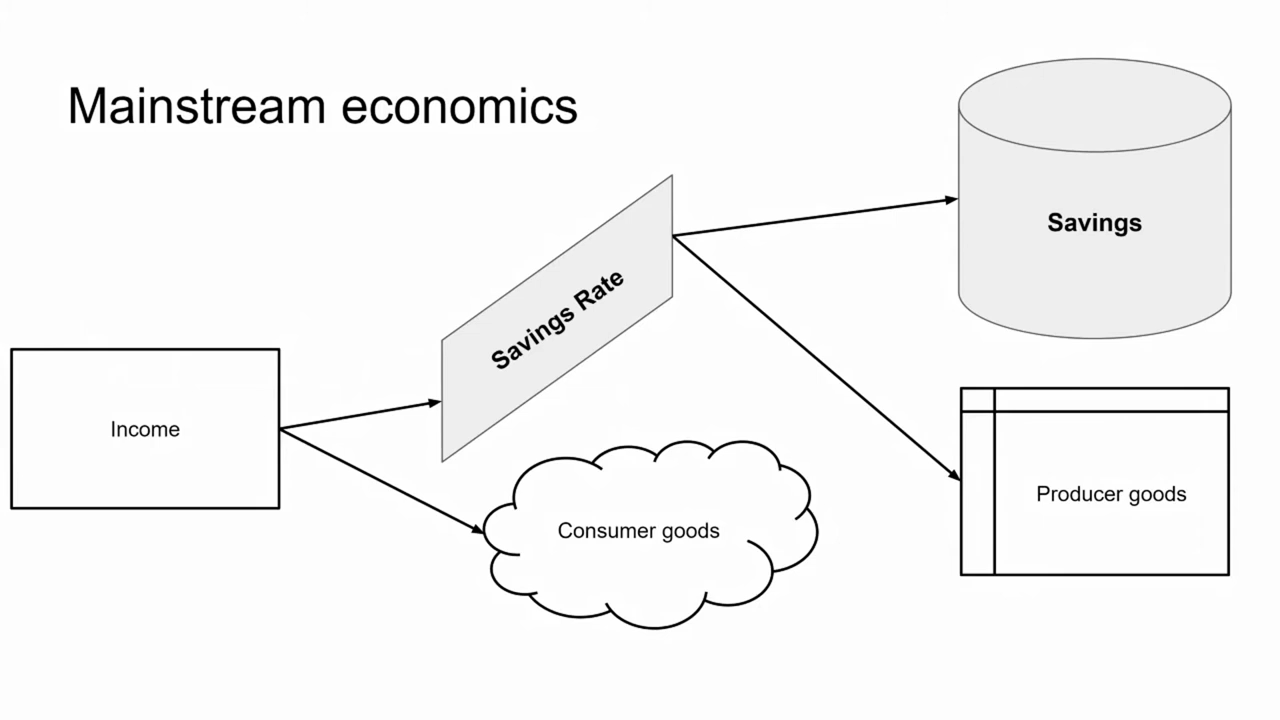 Mainstream economics
Savings
Savings Rate
Income
Producer goods
Consumer goods